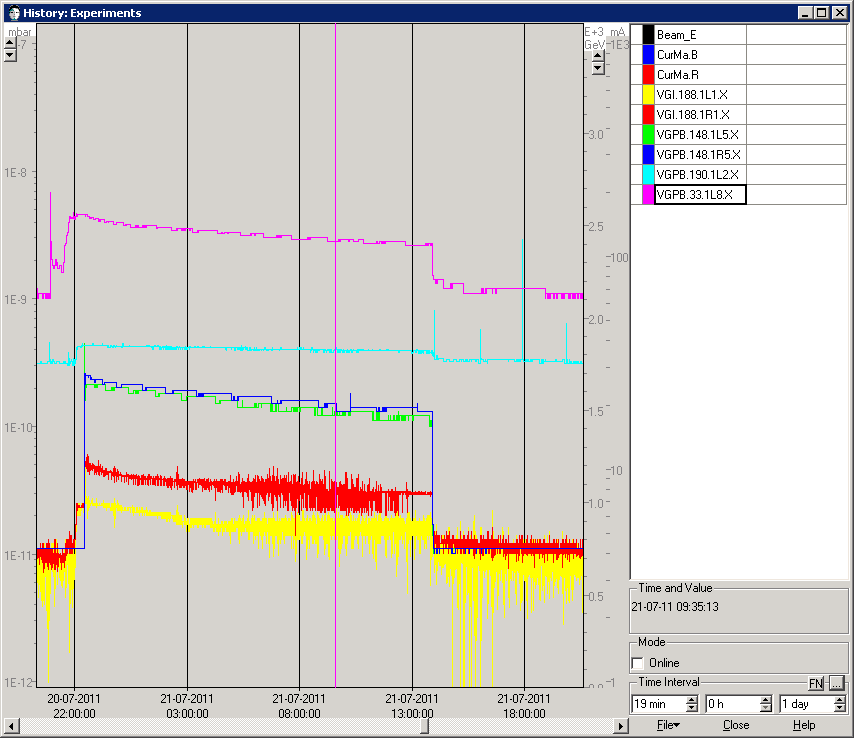 History: Experiments
mbar
E-7
1E-8
1E-9
1E-10
1E-11
1E-12
E+3 mA
GeV 1E3
3.0
2.5
100
2.0
1.5
10
1.0
0.5
1
20-07-2011 21-07-2011 21-07-2011 21-07-2011 21-07-2011
22:00:00 03:00:00 08:00:00 13:00:00 18:00:00
Beam_E
CurMa.B
CurMa.R
VGI.188.1L1.X
VGI.188.1R1.X
VGPB.148.1L5.X
VGPB.148.1R5.X
VGPB.190.1L2.X
VGPB.33.1L8.X
Time and Value
21-07-11 09:35:13
Mode
Online
Time Interval FN ...
19 min 0 h 1 day
File Close Help